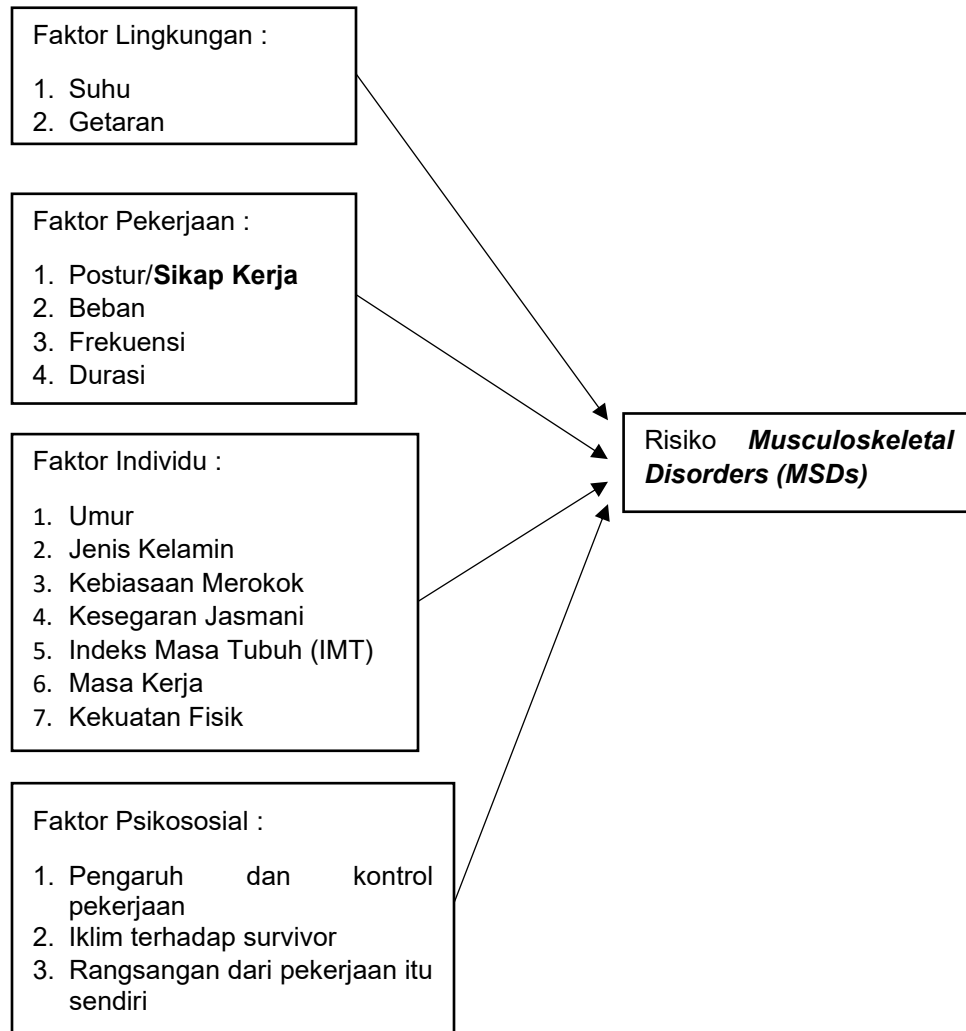 Faktor Lingkungan :
1. Suhu
2. Getaran
Faktor Pekerjaan :
1. Postur/Sikap Kerja
2. Beban
3. Frekuensi
4. Durasi
Risiko Musculoskeletal
Disorders (MSDs)
Faktor Individu :
1. Umur
2. Jenis Kelamin
3. Kebiasaan Merokok
4. Kesegaran Jasmani
5. Indeks Masa Tubuh (IMT)
6. Masa Kerja
7. Kekuatan Fisik
Faktor Psikososial :
1. Pengaruh dan kontrol
pekerjaan
2. Iklim terhadap survivor
3. Rangsangan dari pekerjaan itu
sendiri